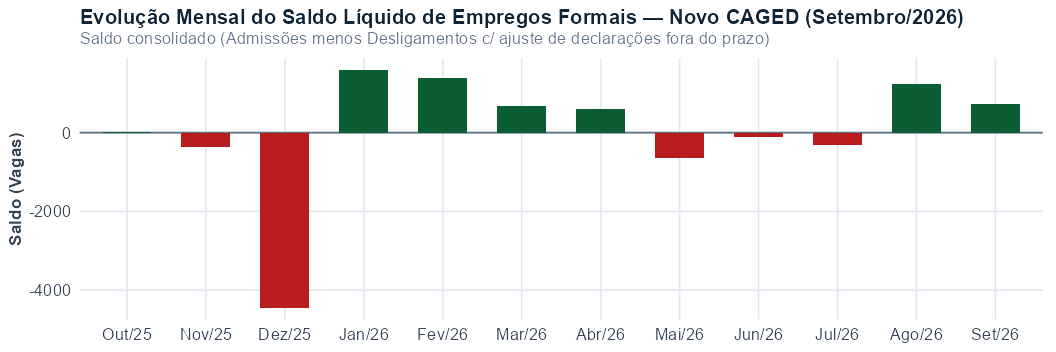 Evolução Mensal do Saldo Líquido de Empregos Formais — Novo CAGED (Setembro/2026)
Saldo consolidado (Admissões menos Desligamentos c/ ajuste de declarações fora do prazo)
Saldo (Vagas)
0
-2000
-4000
Out/25 Nov/25 Dez/25 Jan/26 Fev/26 Mar/26 Abr/26 Mai/26 Jun/26 Jul/26 Ago/26 Set/26